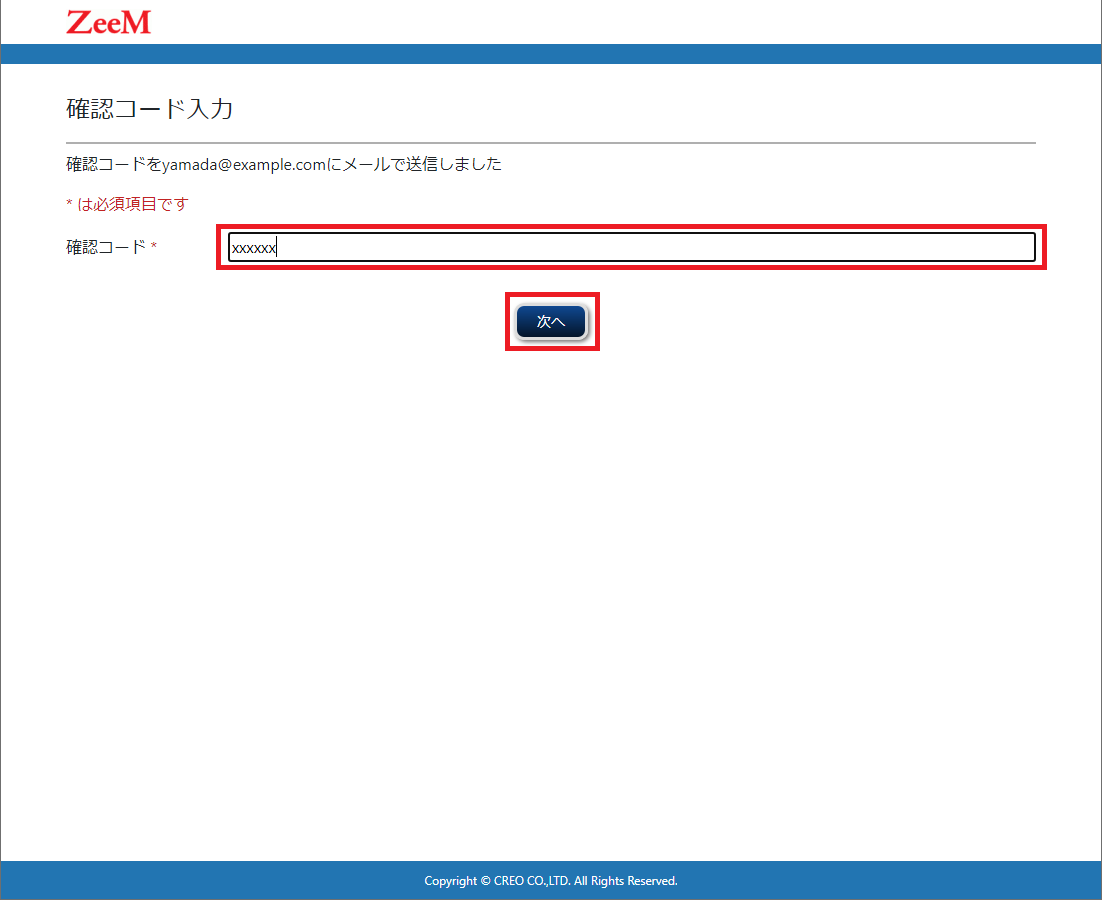 ZeeM
確認コード入力
確認コードをyamada@example.comにメールで送信しました
* は必須項目です
確認コード * xxxxxx
次へ
Copyright © CREO CO.,LTD. All Rights Reserved.